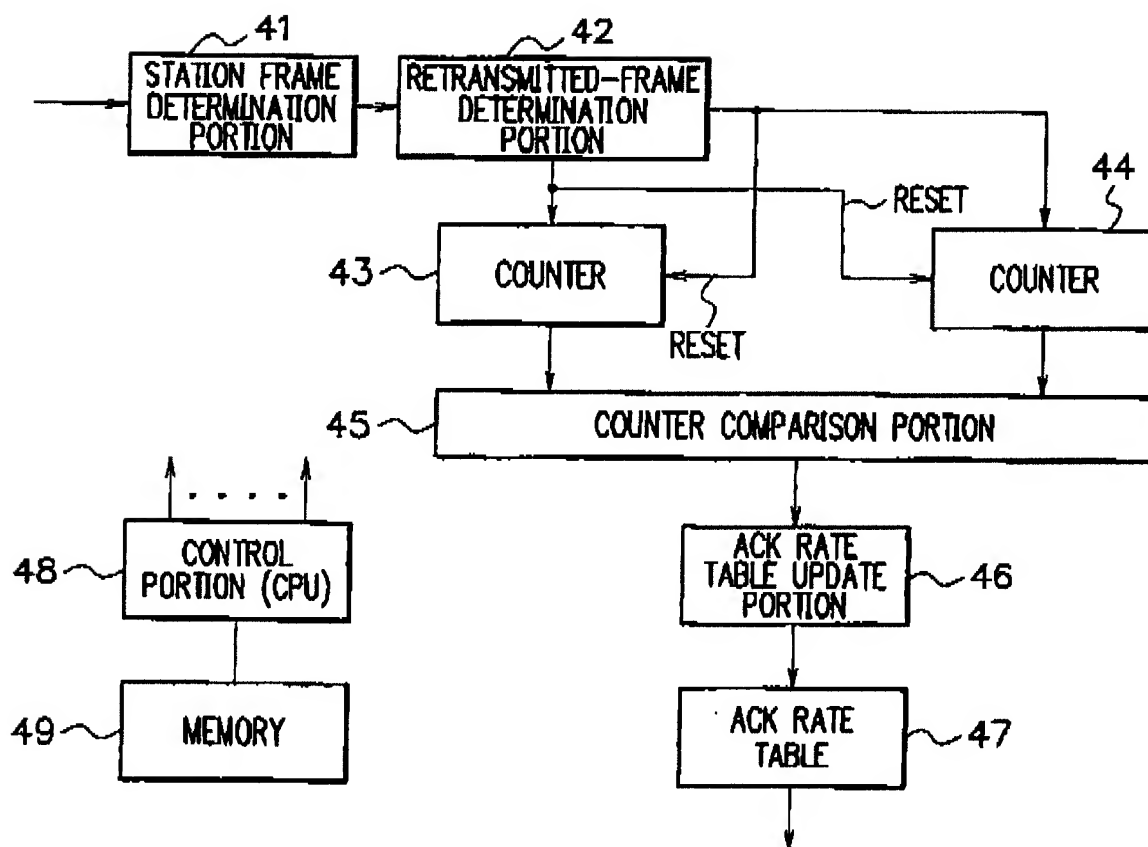 41
STATION FRAME
DETERMINATION
PORTION
42
RETRANSMITTED-FRAME
DETERMINATION
PORTION
43
COUNTER
RESET
RESET
44
COUNTER
45
COUNTER COMPARISON PORTION
46
ACK RATE
TABLE UPDATE
PORTION
47
ACK RATE
TABLE
48
CONTROL
PORTION (CPU)
49
MEMORY